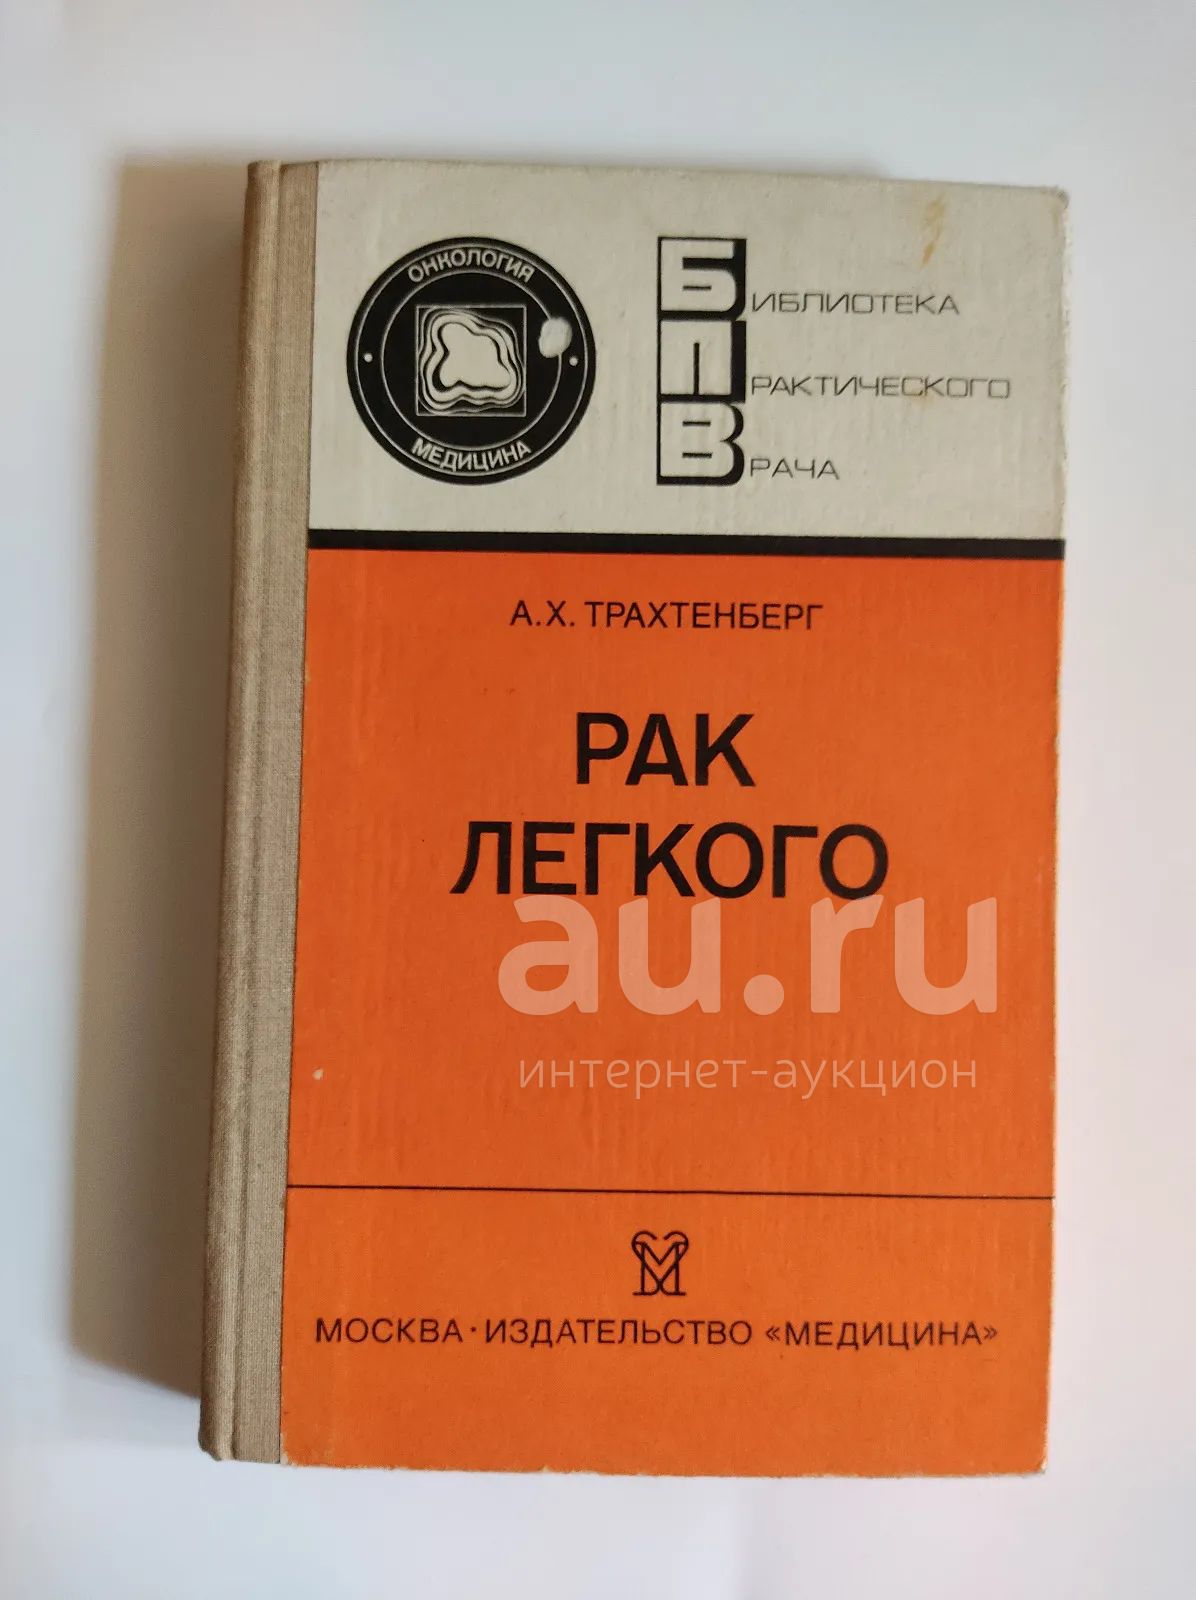 ОНКОЛОГИЯ
МЕДИЦИНА
БИБЛИОТЕКА
ПРАКТИЧЕСКОГО
ВРАЧА
А.Х. ТРАХТЕНБЕРГ
РАК
ЛЕГКОГО
au.ru
интернет-аукцион
МОСКВА · ИЗДАТЕЛЬСТВО «МЕДИЦИНА»